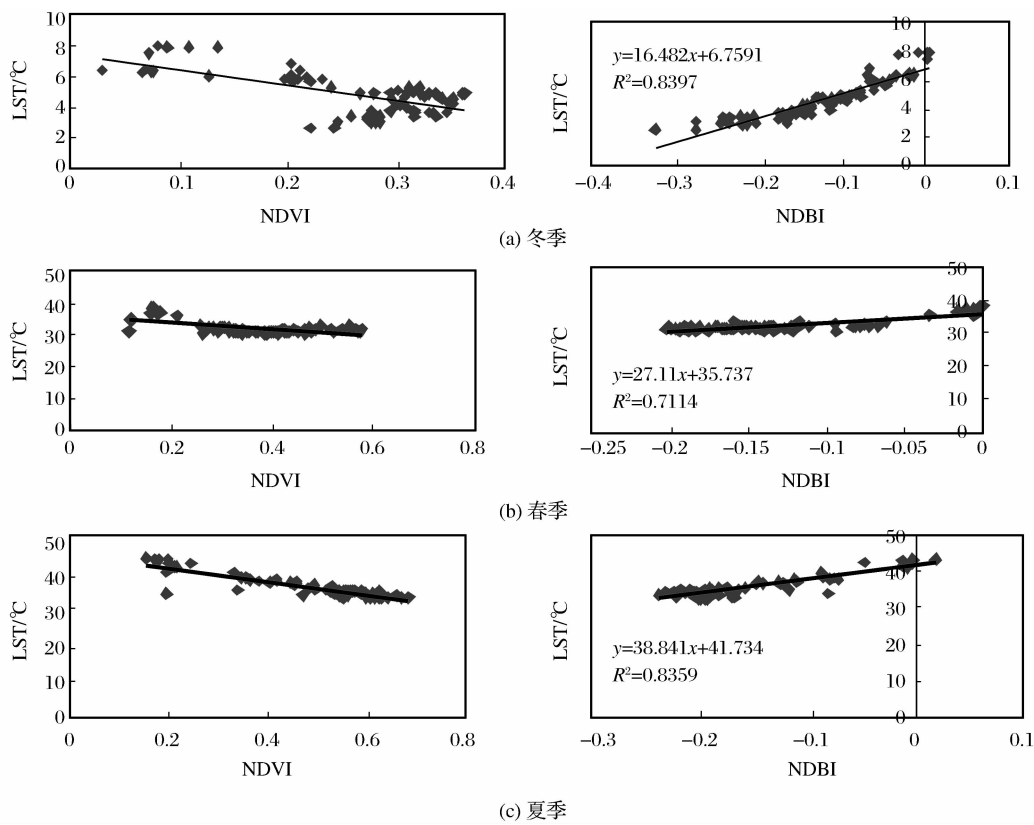 10
8
6
4
2
0
LST/℃
0 0.1 0.2 0.3 0.4
NDVI
y=16.482x+6.7591
R²=0.8397
10
8
6
4
2
0
LST/℃
−0.4 −0.3 −0.2 −0.1 0 0.1
NDBI
(a) 冬季
50
40
30
20
10
0
LST/℃
0 0.2 0.4 0.6 0.8
NDVI
50
40
30
20
10
0
LST/℃
y=27.11x+35.737
R²=0.7114
−0.25 −0.2 −0.15 −0.1 −0.05 0
NDBI
(b) 春季
50
40
30
20
10
0
LST/℃
0 0.2 0.4 0.6 0.8
NDVI
50
40
30
20
10
0
LST/℃
y=38.841x+41.734
R²=0.8359
−0.3 −0.2 −0.1 0 0.1
NDBI
(c) 夏季